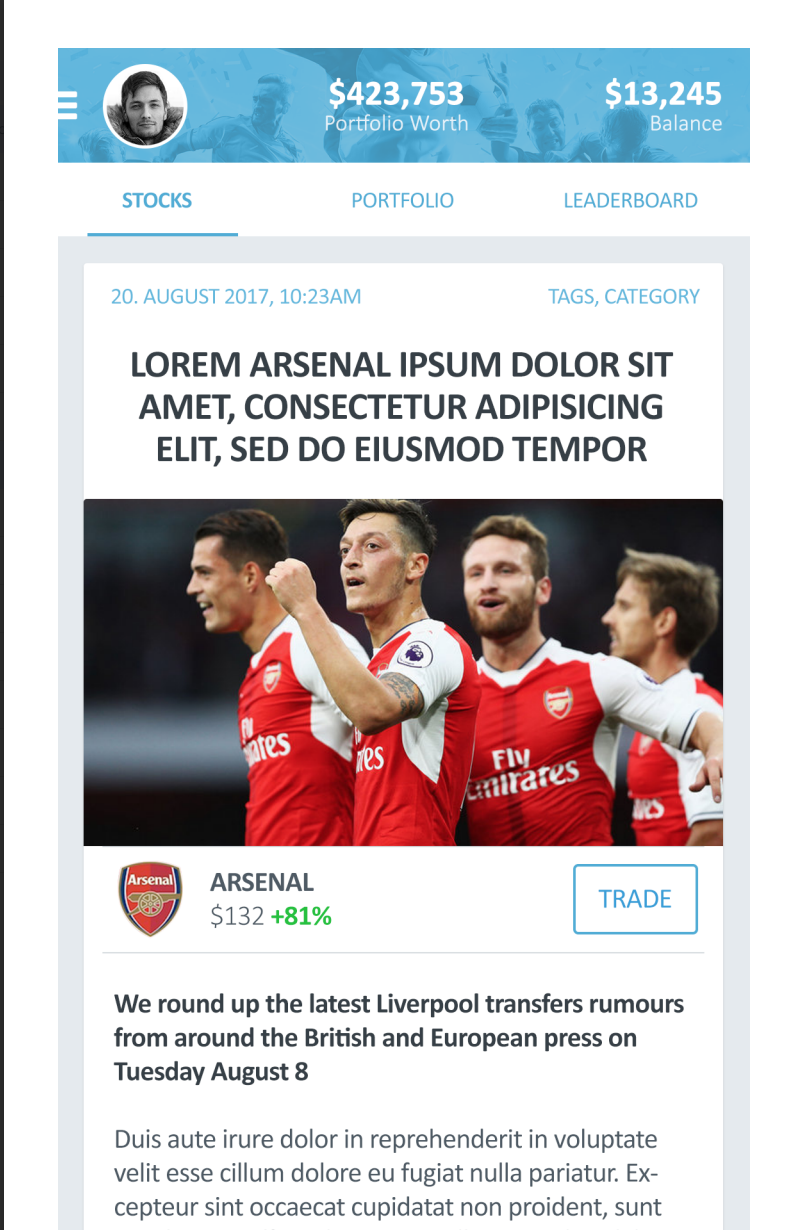 $423,753
Portfolio Worth
$13,245
Balance
STOCKS
PORTFOLIO
LEADERBOARD
20. AUGUST 2017, 10:23AM
TAGS, CATEGORY
LOREM ARSENAL IPSUM DOLOR SIT
AMET, CONSECTETUR ADIPISICING
ELIT, SED DO EIUSMOD TEMPOR
Fly
Emirates
Fly
Emirates
Arsenal
ARSENAL
$132 +81%
TRADE
We round up the latest Liverpool transfers rumours
from around the British and European press on
Tuesday August 8
Duis aute irure dolor in reprehenderit in voluptate
velit esse cillum dolore eu fugiat nulla pariatur. Ex-
cepteur sint occaecat cupidatat non proident, sunt